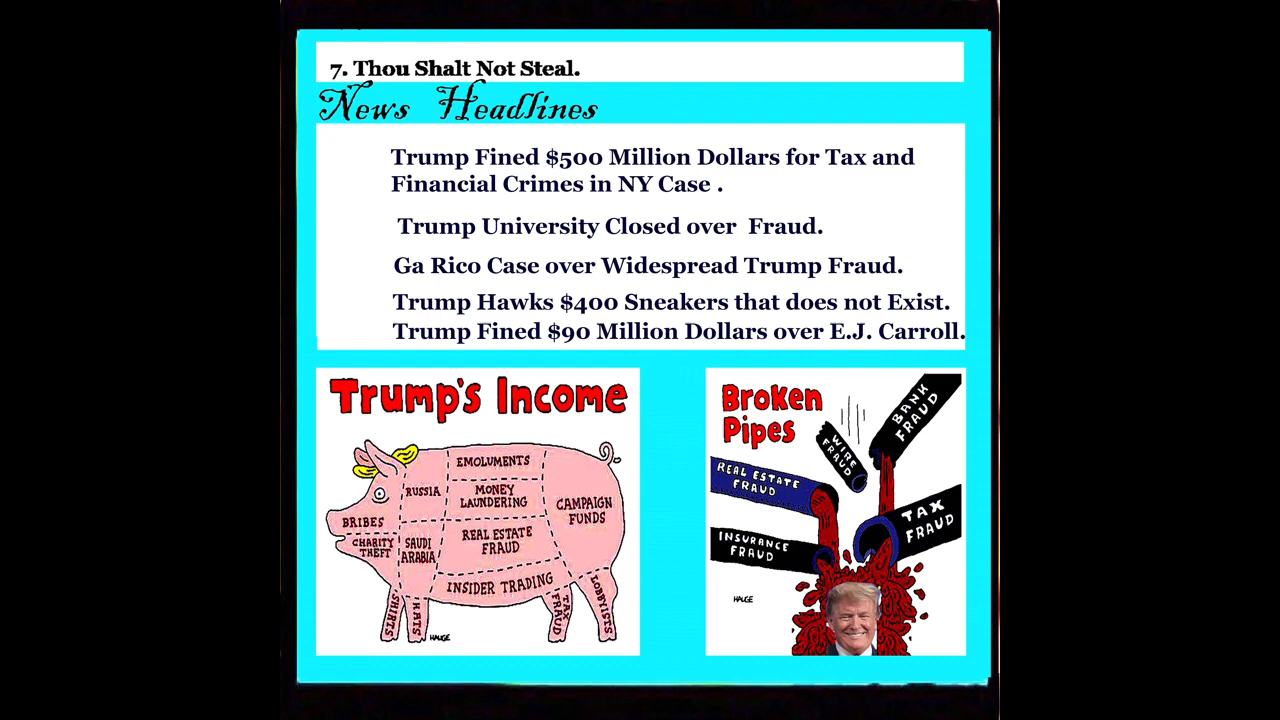 7. Thou Shalt Not Steal.
News Headlines
Trump Fined $500 Million Dollars for Tax and
Financial Crimes in NY Case .
Trump University Closed over Fraud.
Ga Rico Case over Widespread Trump Fraud.
Trump Hawks $400 Sneakers that does not Exist.
Trump Fined $90 Million Dollars over E.J. Carroll.
Trump's Income
EMOLUMENTS
RUSSIA
MONEY
LAUNDERING
CAMPAIGN
FUNDS
BRIBES
CHARITY
THEFT
SAUDI
ARABIA
REAL ESTATE
FRAUD
INSIDER TRADING
LOBBYISTS
SHIRTS
HATS
TAX
FRAUD
HAUGE
Broken
Pipes
BANK
FRAUD
WIRE
FRAUD
REAL ESTATE
FRAUD
TAX
FRAUD
INSURANCE
FRAUD
HAUGE